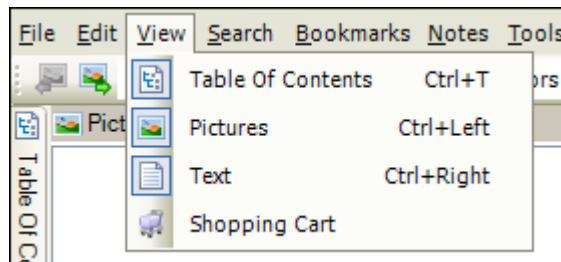 File Edit View Search Bookmarks Notes Tools
Table Of Contents Ctrl+T
Pictures Ctrl+Left
Text Ctrl+Right
Shopping Cart
Table Of